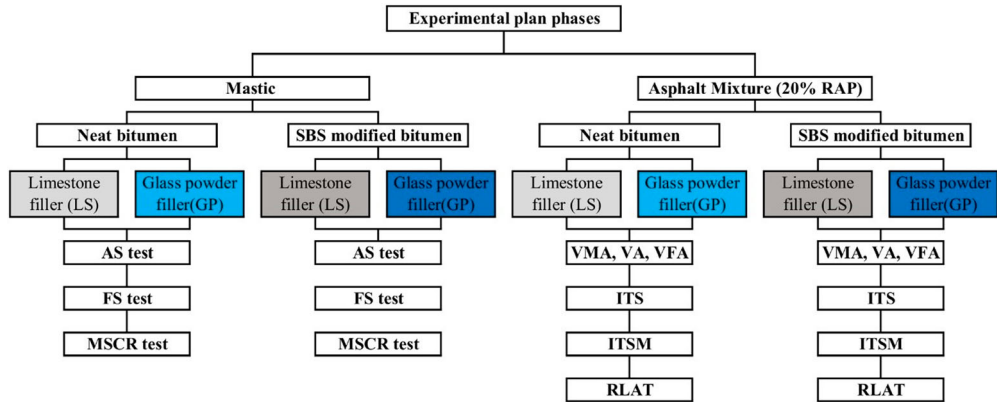 Experimental plan phases
Mastic
Asphalt Mixture (20% RAP)
Neat bitumen
SBS modified bitumen
Neat bitumen
SBS modified bitumen
Limestone
filler (LS)
Glass powder
filler(GP)
Limestone
filler (LS)
Glass powder
filler(GP)
Limestone
filler (LS)
Glass powder
filler(GP)
Limestone
filler (LS)
Glass powder
filler(GP)
AS test
AS test
VMA, VA, VFA
VMA, VA, VFA
FS test
FS test
ITS
ITS
MSCR test
MSCR test
ITSM
ITSM
RLAT
RLAT